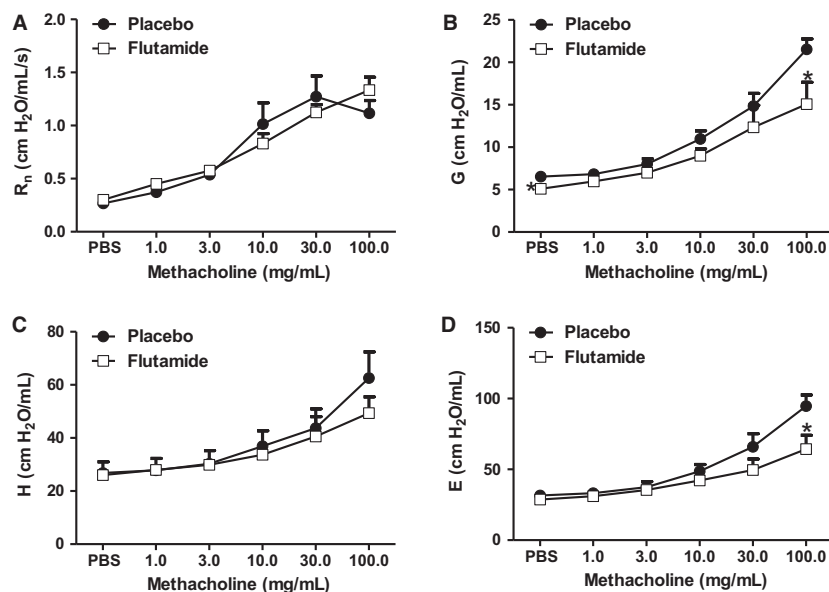 A
Placebo
Flutamide
2.0
1.5
1.0
0.5
0.0
Rn (cm H2O/mL/s)
PBS 1.0 3.0 10.0 30.0 100.0
Methacholine (mg/mL)
B
Placebo
Flutamide
25
20
15
10
5
0
G (cm H2O/mL)
*
*
PBS 1.0 3.0 10.0 30.0 100.0
Methacholine (mg/mL)
C
Placebo
Flutamide
80
60
40
20
0
H (cm H2O/mL)
PBS 1.0 3.0 10.0 30.0 100.0
Methacholine (mg/mL)
D
Placebo
Flutamide
150
100
50
0
E (cm H2O/mL)
*
PBS 1.0 3.0 10.0 30.0 100.0
Methacholine (mg/mL)